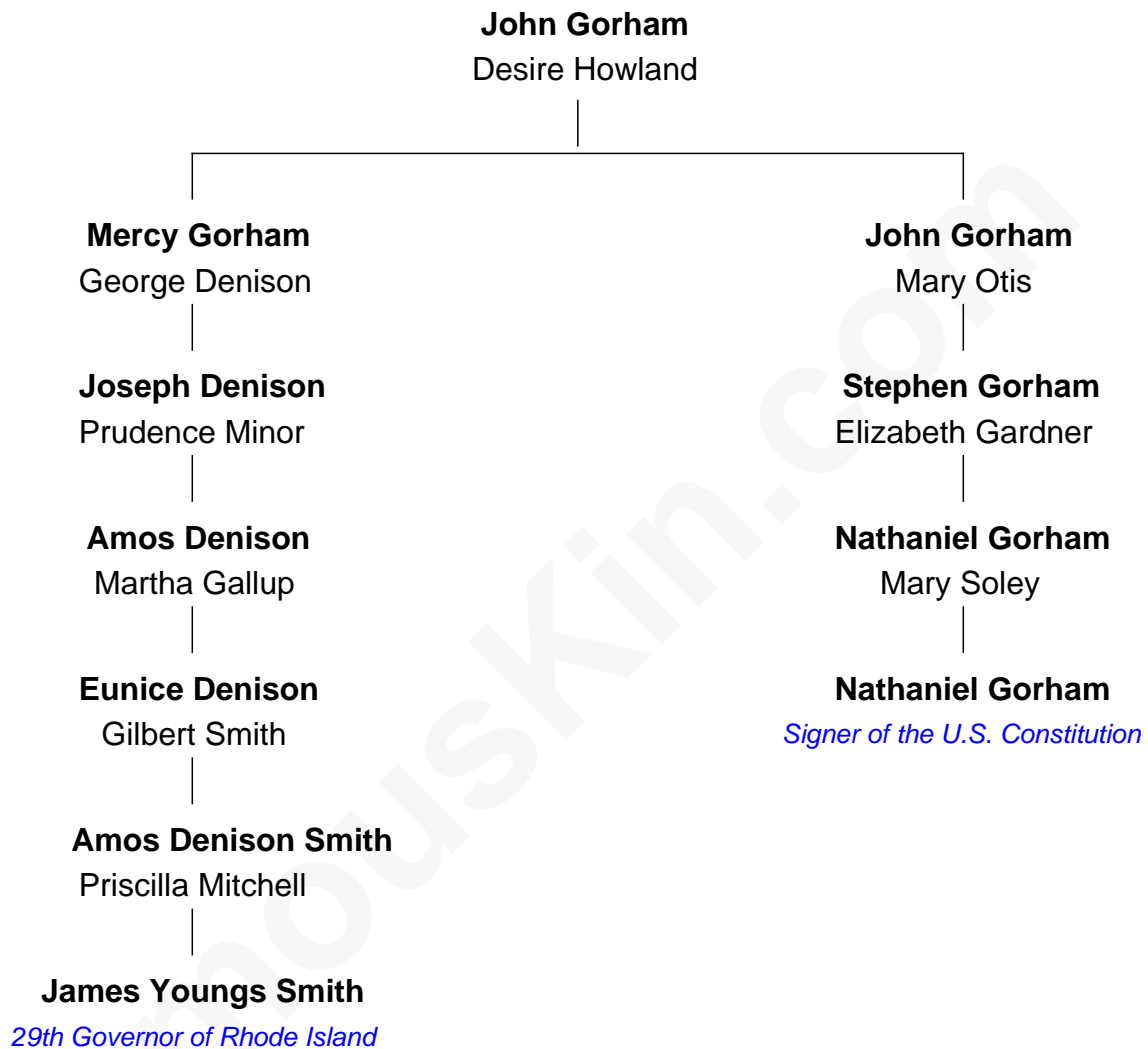 John Gorham
Desire Howland
Mercy Gorham
George Denison
John Gorham
Mary Otis
Joseph Denison
Prudence Minor
Stephen Gorham
Elizabeth Gardner
Amos Denison
Martha Gallup
Nathaniel Gorham
Mary Soley
Eunice Denison
Gilbert Smith
Nathaniel Gorham
Signer of the U.S. Constitution
Amos Denison Smith
Priscilla Mitchell
James Youngs Smith
29th Governor of Rhode Island
mousKin.com